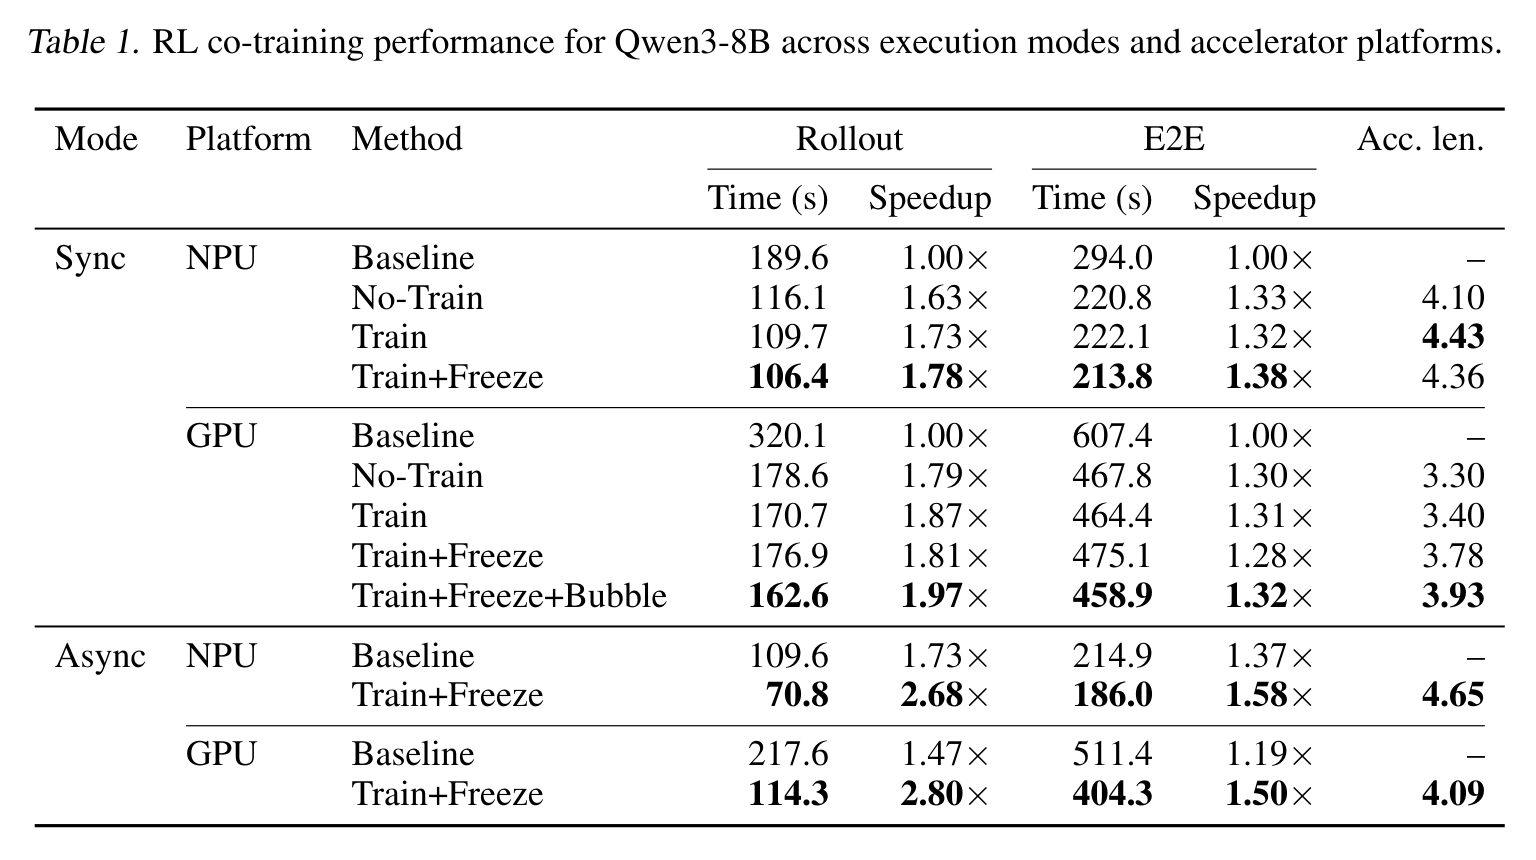 Table 1. RL co-training performance for Qwen3-8B across execution modes and accelerator platforms.
Mode Platform Method Rollout E2E Acc. len.
Time (s) Speedup Time (s) Speedup
Sync NPU Baseline 189.6 1.00× 294.0 1.00× –
No-Train 116.1 1.63× 220.8 1.33× 4.10
Train 109.7 1.73× 222.1 1.32× 4.43
Train+Freeze 106.4 1.78× 213.8 1.38× 4.36
GPU Baseline 320.1 1.00× 607.4 1.00× –
No-Train 178.6 1.79× 467.8 1.30× 3.30
Train 170.7 1.87× 464.4 1.31× 3.40
Train+Freeze 176.9 1.81× 475.1 1.28× 3.78
Train+Freeze+Bubble 162.6 1.97× 458.9 1.32× 3.93
Async NPU Baseline 109.6 1.73× 214.9 1.37× –
Train+Freeze 70.8 2.68× 186.0 1.58× 4.65
GPU Baseline 217.6 1.47× 511.4 1.19× –
Train+Freeze 114.3 2.80× 404.3 1.50× 4.09